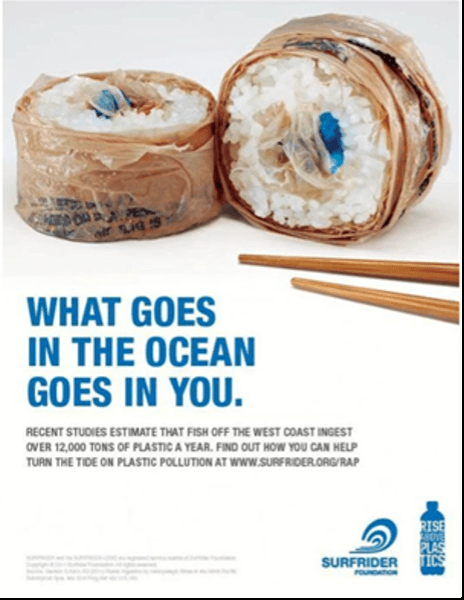 WHAT GOES
IN THE OCEAN
GOES IN YOU.
RECENT STUDIES ESTIMATE THAT FISH OFF THE WEST COAST INGEST
OVER 12,000 TONS OF PLASTIC A YEAR. FIND OUT HOW YOU CAN HELP
TURN THE TIDE ON PLASTIC POLLUTION AT WWW.SURFRIDER.ORG/RAP
SURFRIDER
FOUNDATION
RISE
ABOVE
PLAS
TICS